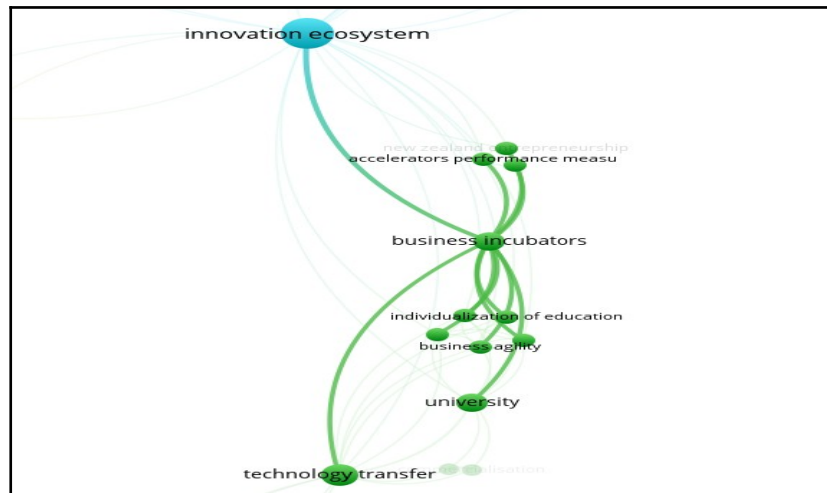 innovation ecosystem
new zealand entrepreneurship
accelerators performance measu
business incubators
individualization of education
business agility
university
technology transfer